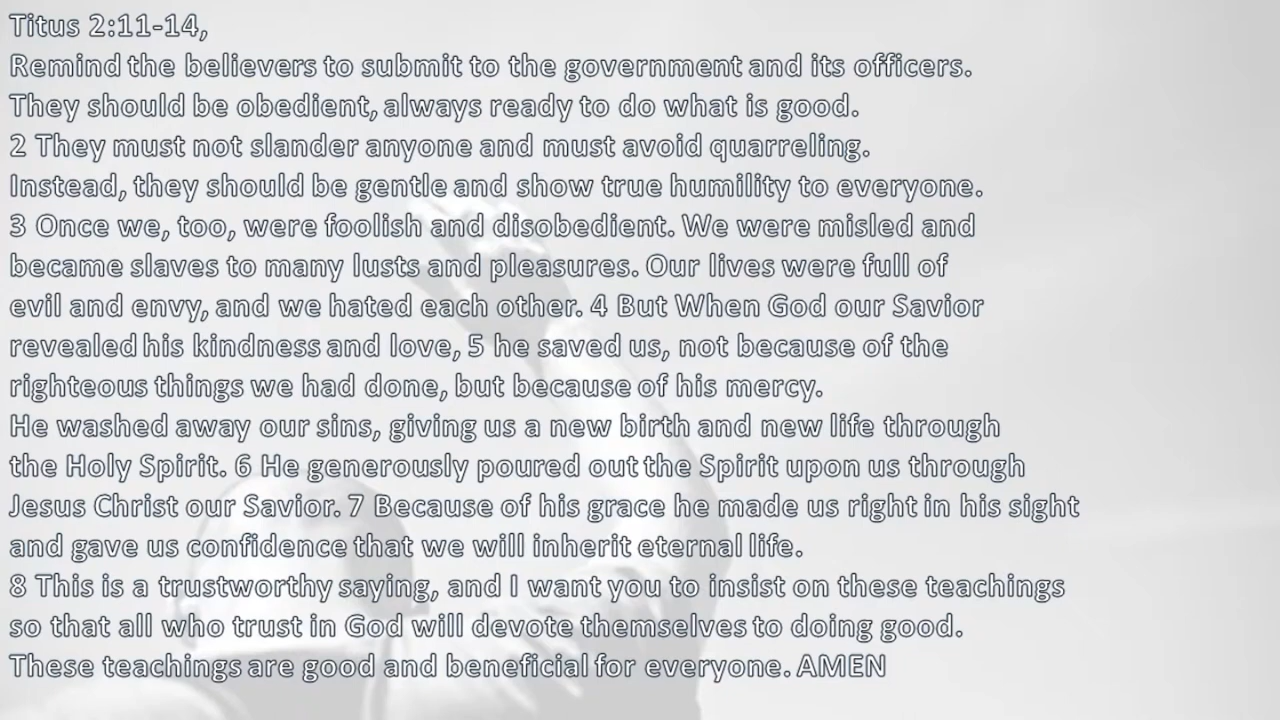 Titus 2:11-14,
Remind the believers to submit to the government and its officers.
They should be obedient, always ready to do what is good.
2 They must not slander anyone and must avoid quarreling.
Instead, they should be gentle and show true humility to everyone.
3 Once we, too, were foolish and disobedient. We were misled and
became slaves to many lusts and pleasures. Our lives were full of
evil and envy, and we hated each other. 4 But When God our Savior
revealed his kindness and love, 5 he saved us, not because of the
righteous things we had done, but because of his mercy.
He washed away our sins, giving us a new birth and new life through
the Holy Spirit. 6 He generously poured out the Spirit upon us through
Jesus Christ our Savior. 7 Because of his grace he made us right in his sight
and gave us confidence that we will inherit eternal life.
8 This is a trustworthy saying, and I want you to insist on these teachings
so that all who trust in God will devote themselves to doing good.
These teachings are good and beneficial for everyone. AMEN